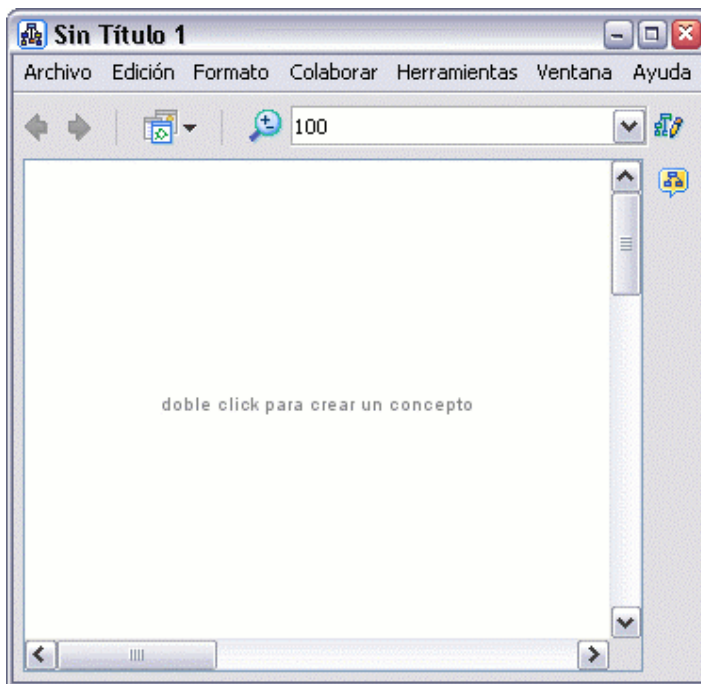 Sin Título 1
Archivo Edición Formato Colaborar Herramientas Ventana Ayuda
100
doble click para crear un concepto